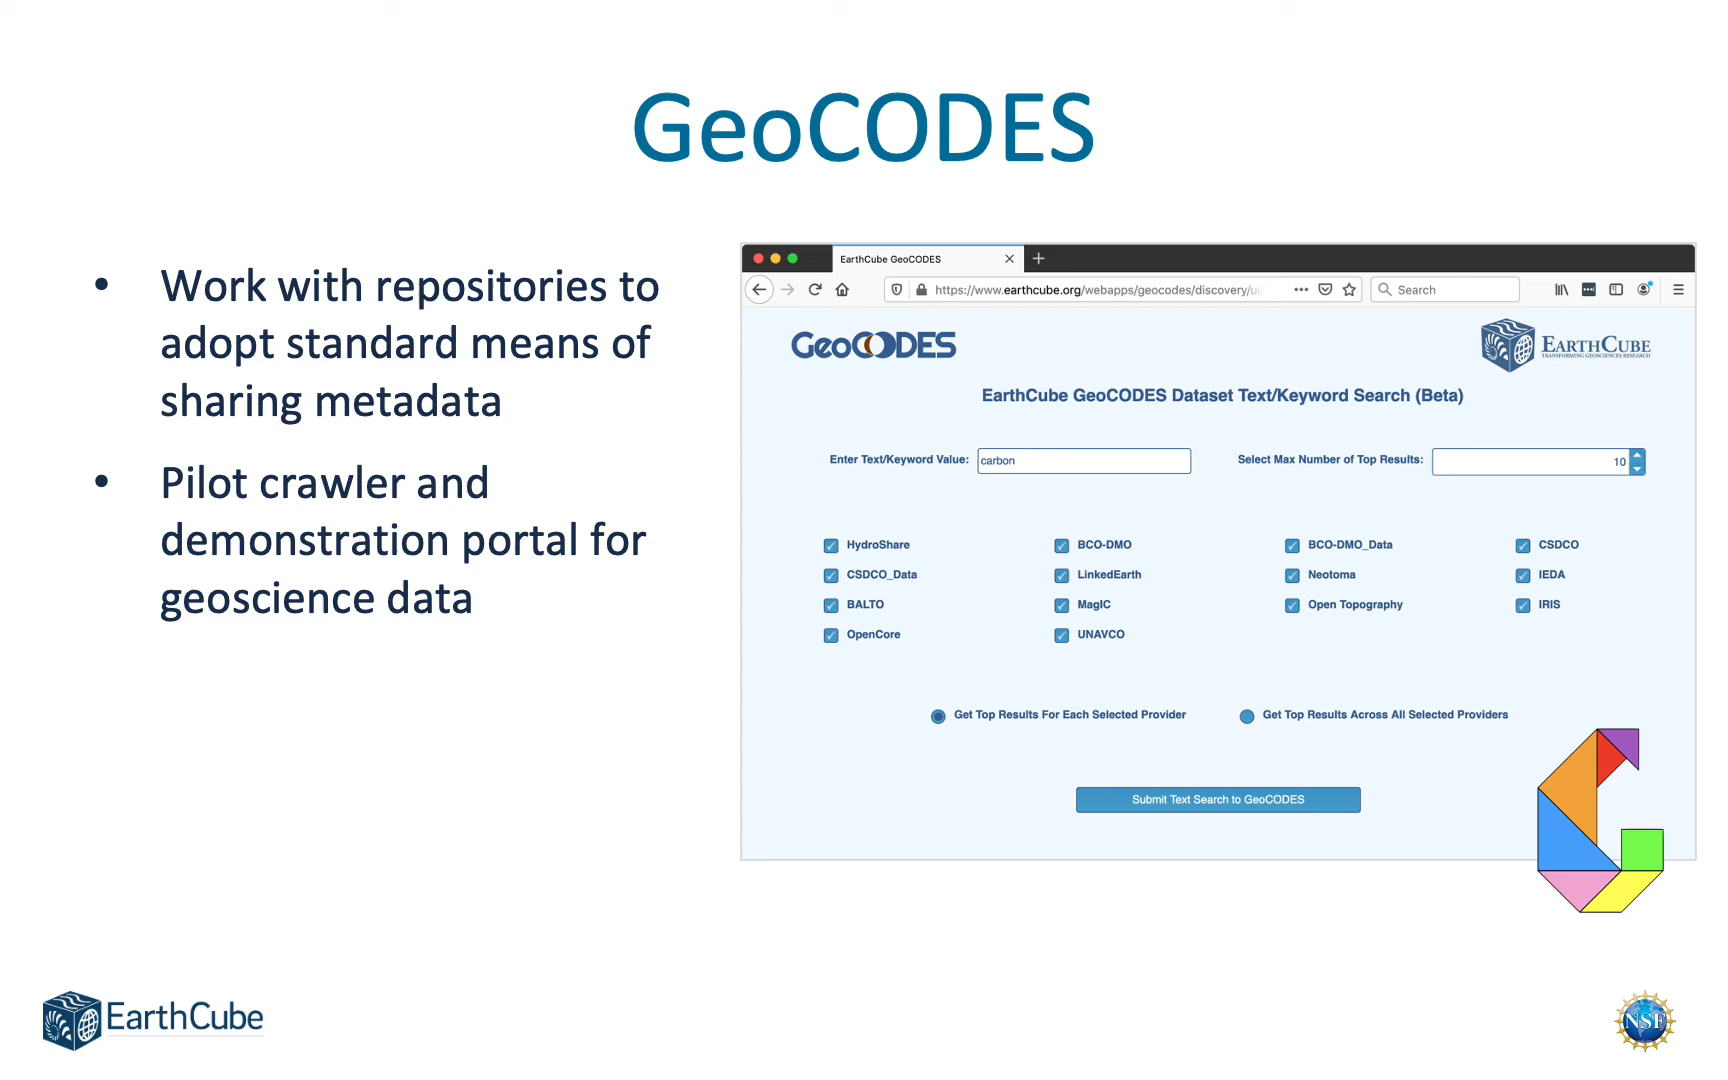 GeoCODES
• Work with repositories to
adopt standard means of
sharing metadata
• Pilot crawler and
demonstration portal for
geoscience data
EarthCube GeoCODES
https://www.earthcube.org/webapps/geocodes/discovery/ui
Search
GeoCODES
EARTHCUBE
TRANSFORMING GEOSCIENCES RESEARCH
EarthCube GeoCODES Dataset Text/Keyword Search (Beta)
Enter Text/Keyword Value: carbon
Select Max Number of Top Results: 10
HydroShare BCO-DMO BCO-DMO_Data CSDCO
CSDCO_Data LinkedEarth Neotoma IEDA
BALTO MagIC Open Topography IRIS
OpenCore UNAVCO
Get Top Results For Each Selected Provider Get Top Results Across All Selected Providers
Submit Text Search to GeoCODES
EarthCube
NSF